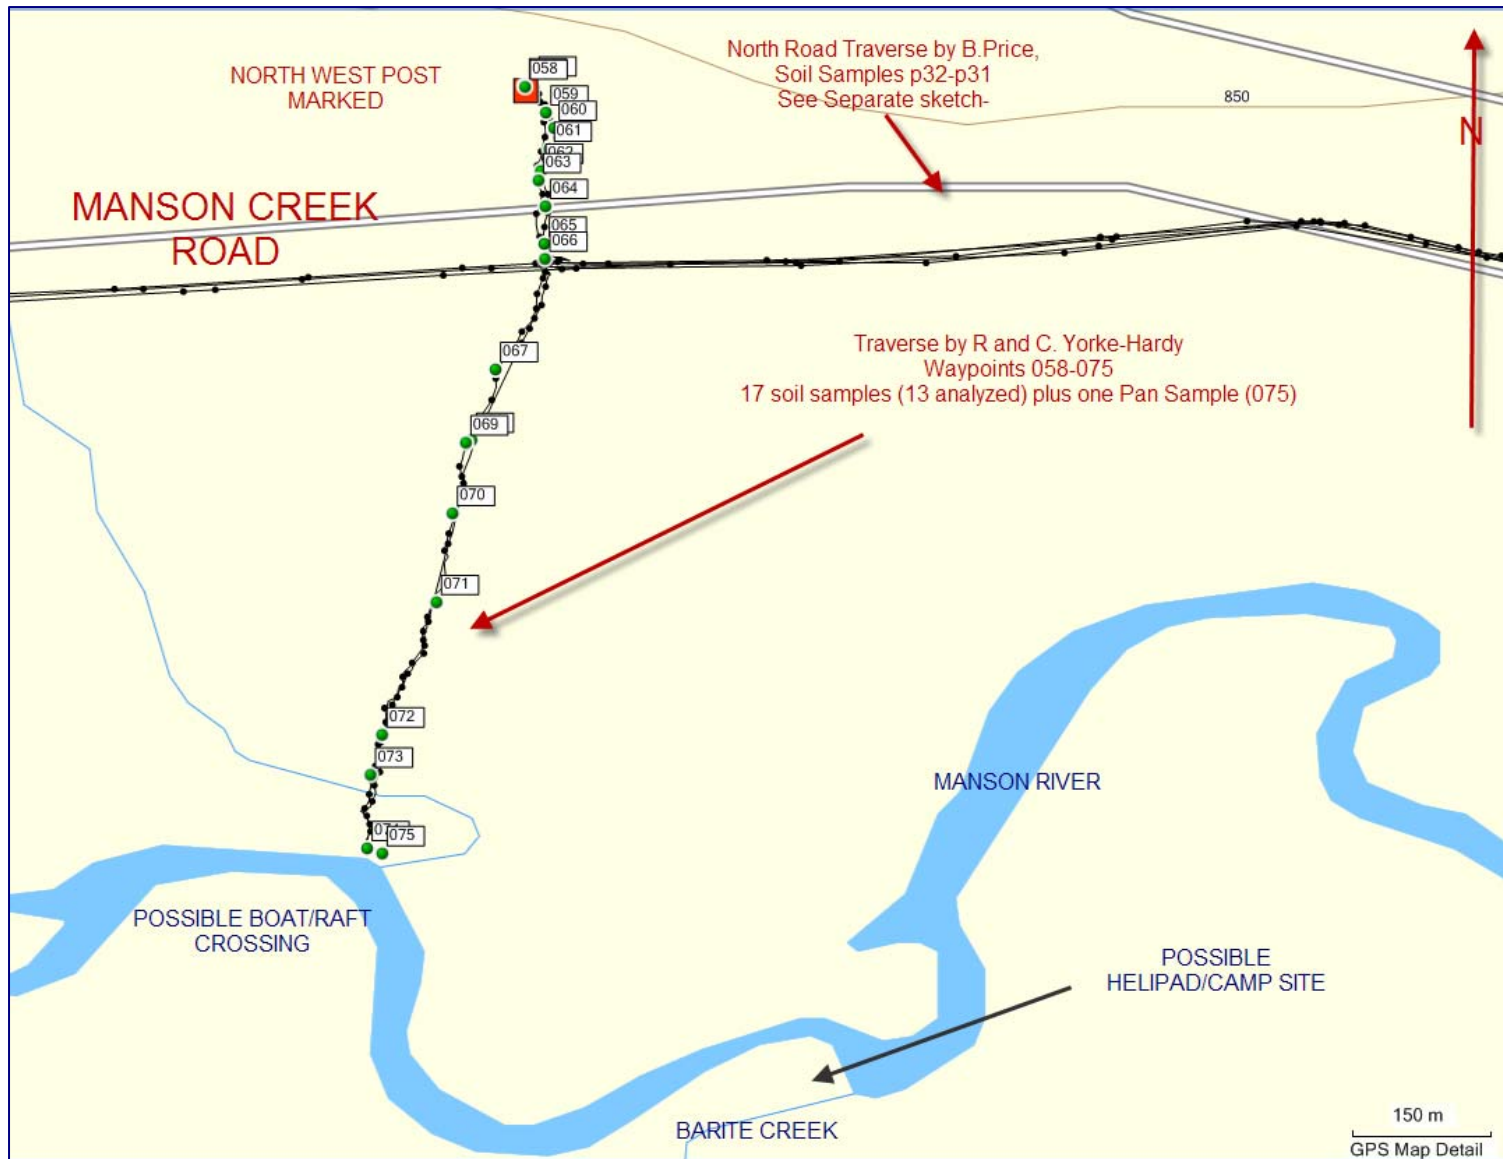 NORTH WEST POST
MARKED
North Road Traverse by B.Price,
Soil Samples p32-p31
See Separate sketch-
850
N
058
059
060
061
062
063
064
MANSON CREEK
ROAD
065
066
067
Traverse by R and C. Yorke-Hardy
Waypoints 058-075
17 soil samples (13 analyzed) plus one Pan Sample (075)
069
070
071
072
073
075
MANSON RIVER
POSSIBLE BOAT/RAFT
CROSSING
POSSIBLE
HELIPAD/CAMP SITE
BARITE CREEK
150 m
GPS Map Detail